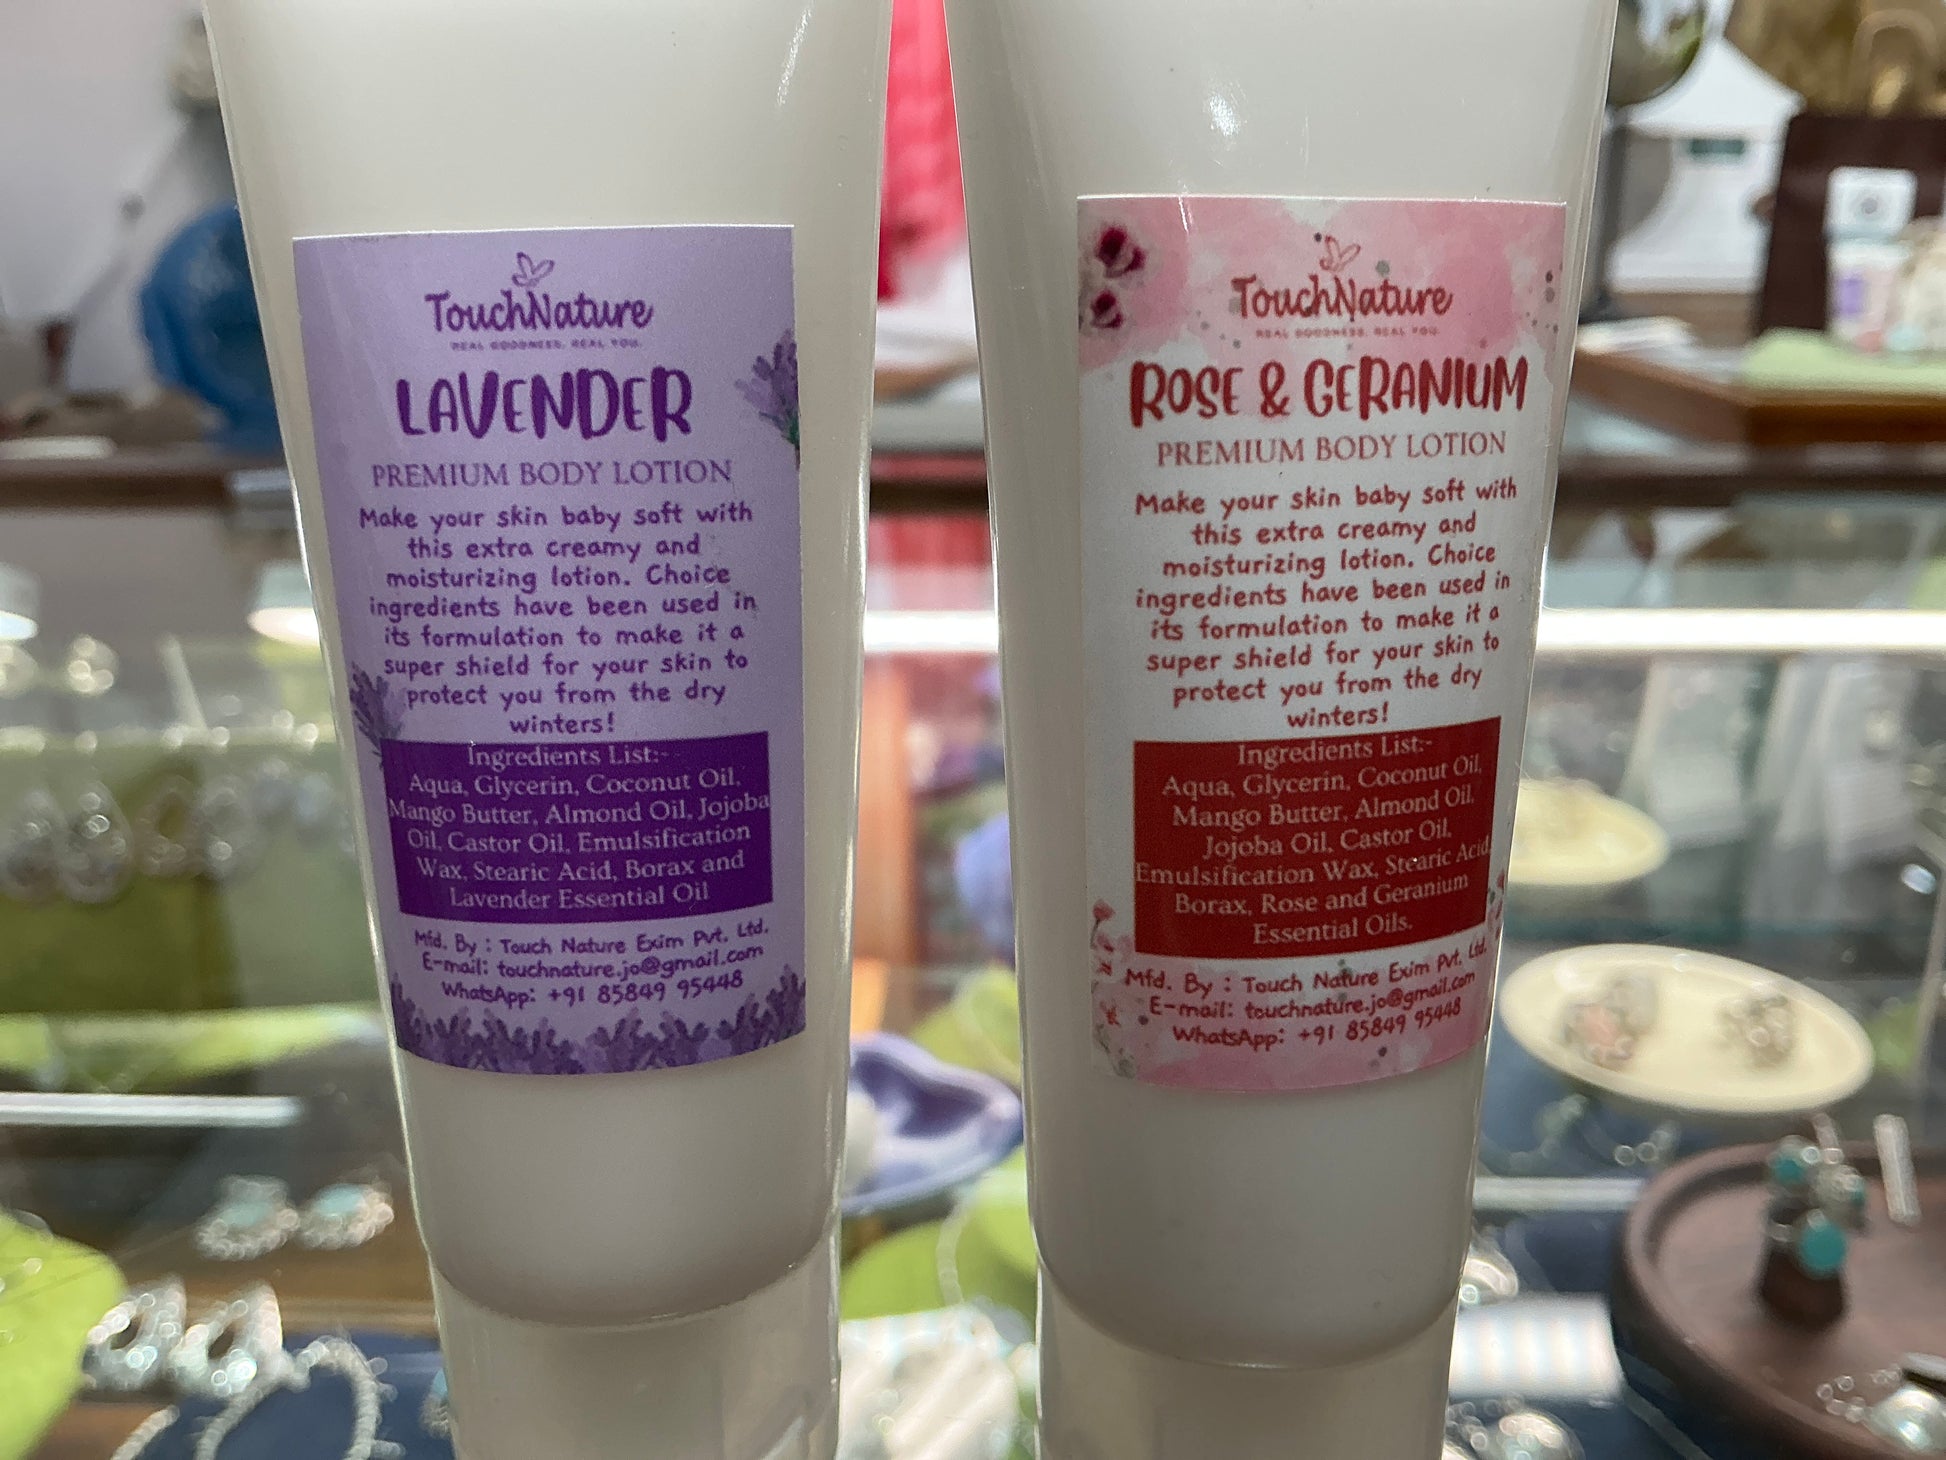 TouchNature
REAL GOODNESS. REAL YOU.
LAVENDER
PREMIUM BODY LOTION
Make your skin baby soft with
this extra creamy and
moisturizing lotion. Choice
ingredients have been used in
its formulation to make it a
super shield for your skin to
protect you from the dry
winters!
Ingredients List:-
Aqua, Glycerin, Coconut Oil,
Mango Butter, Almond Oil, Jojoba
Oil, Castor Oil, Emulsification
Wax, Stearic Acid, Borax and
Lavender Essential Oil
Mfd. By : Touch Nature Exim Pvt. Ltd.
E-mail: touchnature.jo@gmail.com
WhatsApp: +91 85849 95448
TouchNature
REAL GOODNESS. REAL YOU.
ROSE & GERANIUM
PREMIUM BODY LOTION
Make your skin baby soft with
this extra creamy and
moisturizing lotion. Choice
ingredients have been used in
its formulation to make it a
super shield for your skin to
protect you from the dry
winters!
Ingredients List:-
Aqua, Glycerin, Coconut Oil,
Mango Butter, Almond Oil,
Jojoba Oil, Castor Oil,
Emulsification Wax, Stearic Acid,
Borax, Rose and Geranium
Essential Oils.
Mfd. By : Touch Nature Exim Pvt. Ltd.
E-mail: touchnature.jo@gmail.com
WhatsApp: +91 85849 95448